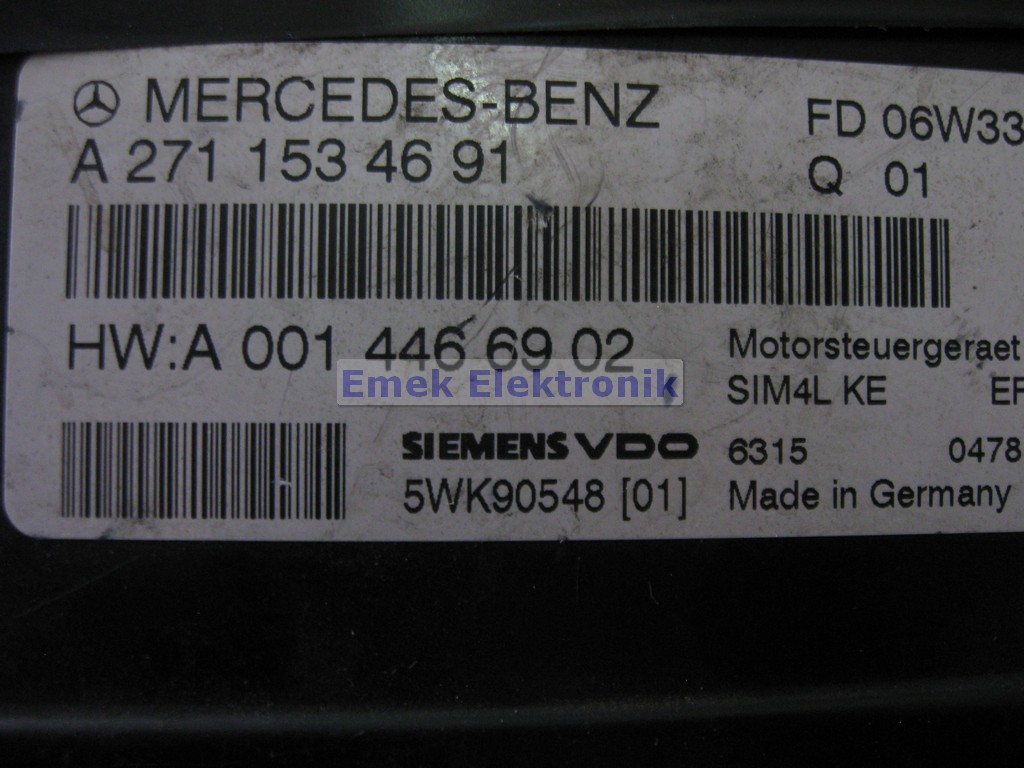 MERCEDES-BENZ
FD 06W33
A 271 153 46 91
Q 01
HW:A 001 446 69 02
Motorsteuergeraet
Emek Elektronik
SIM4L KE
SIEMENS VDO
6315 0478
5WK90548 [01]
Made in Germany